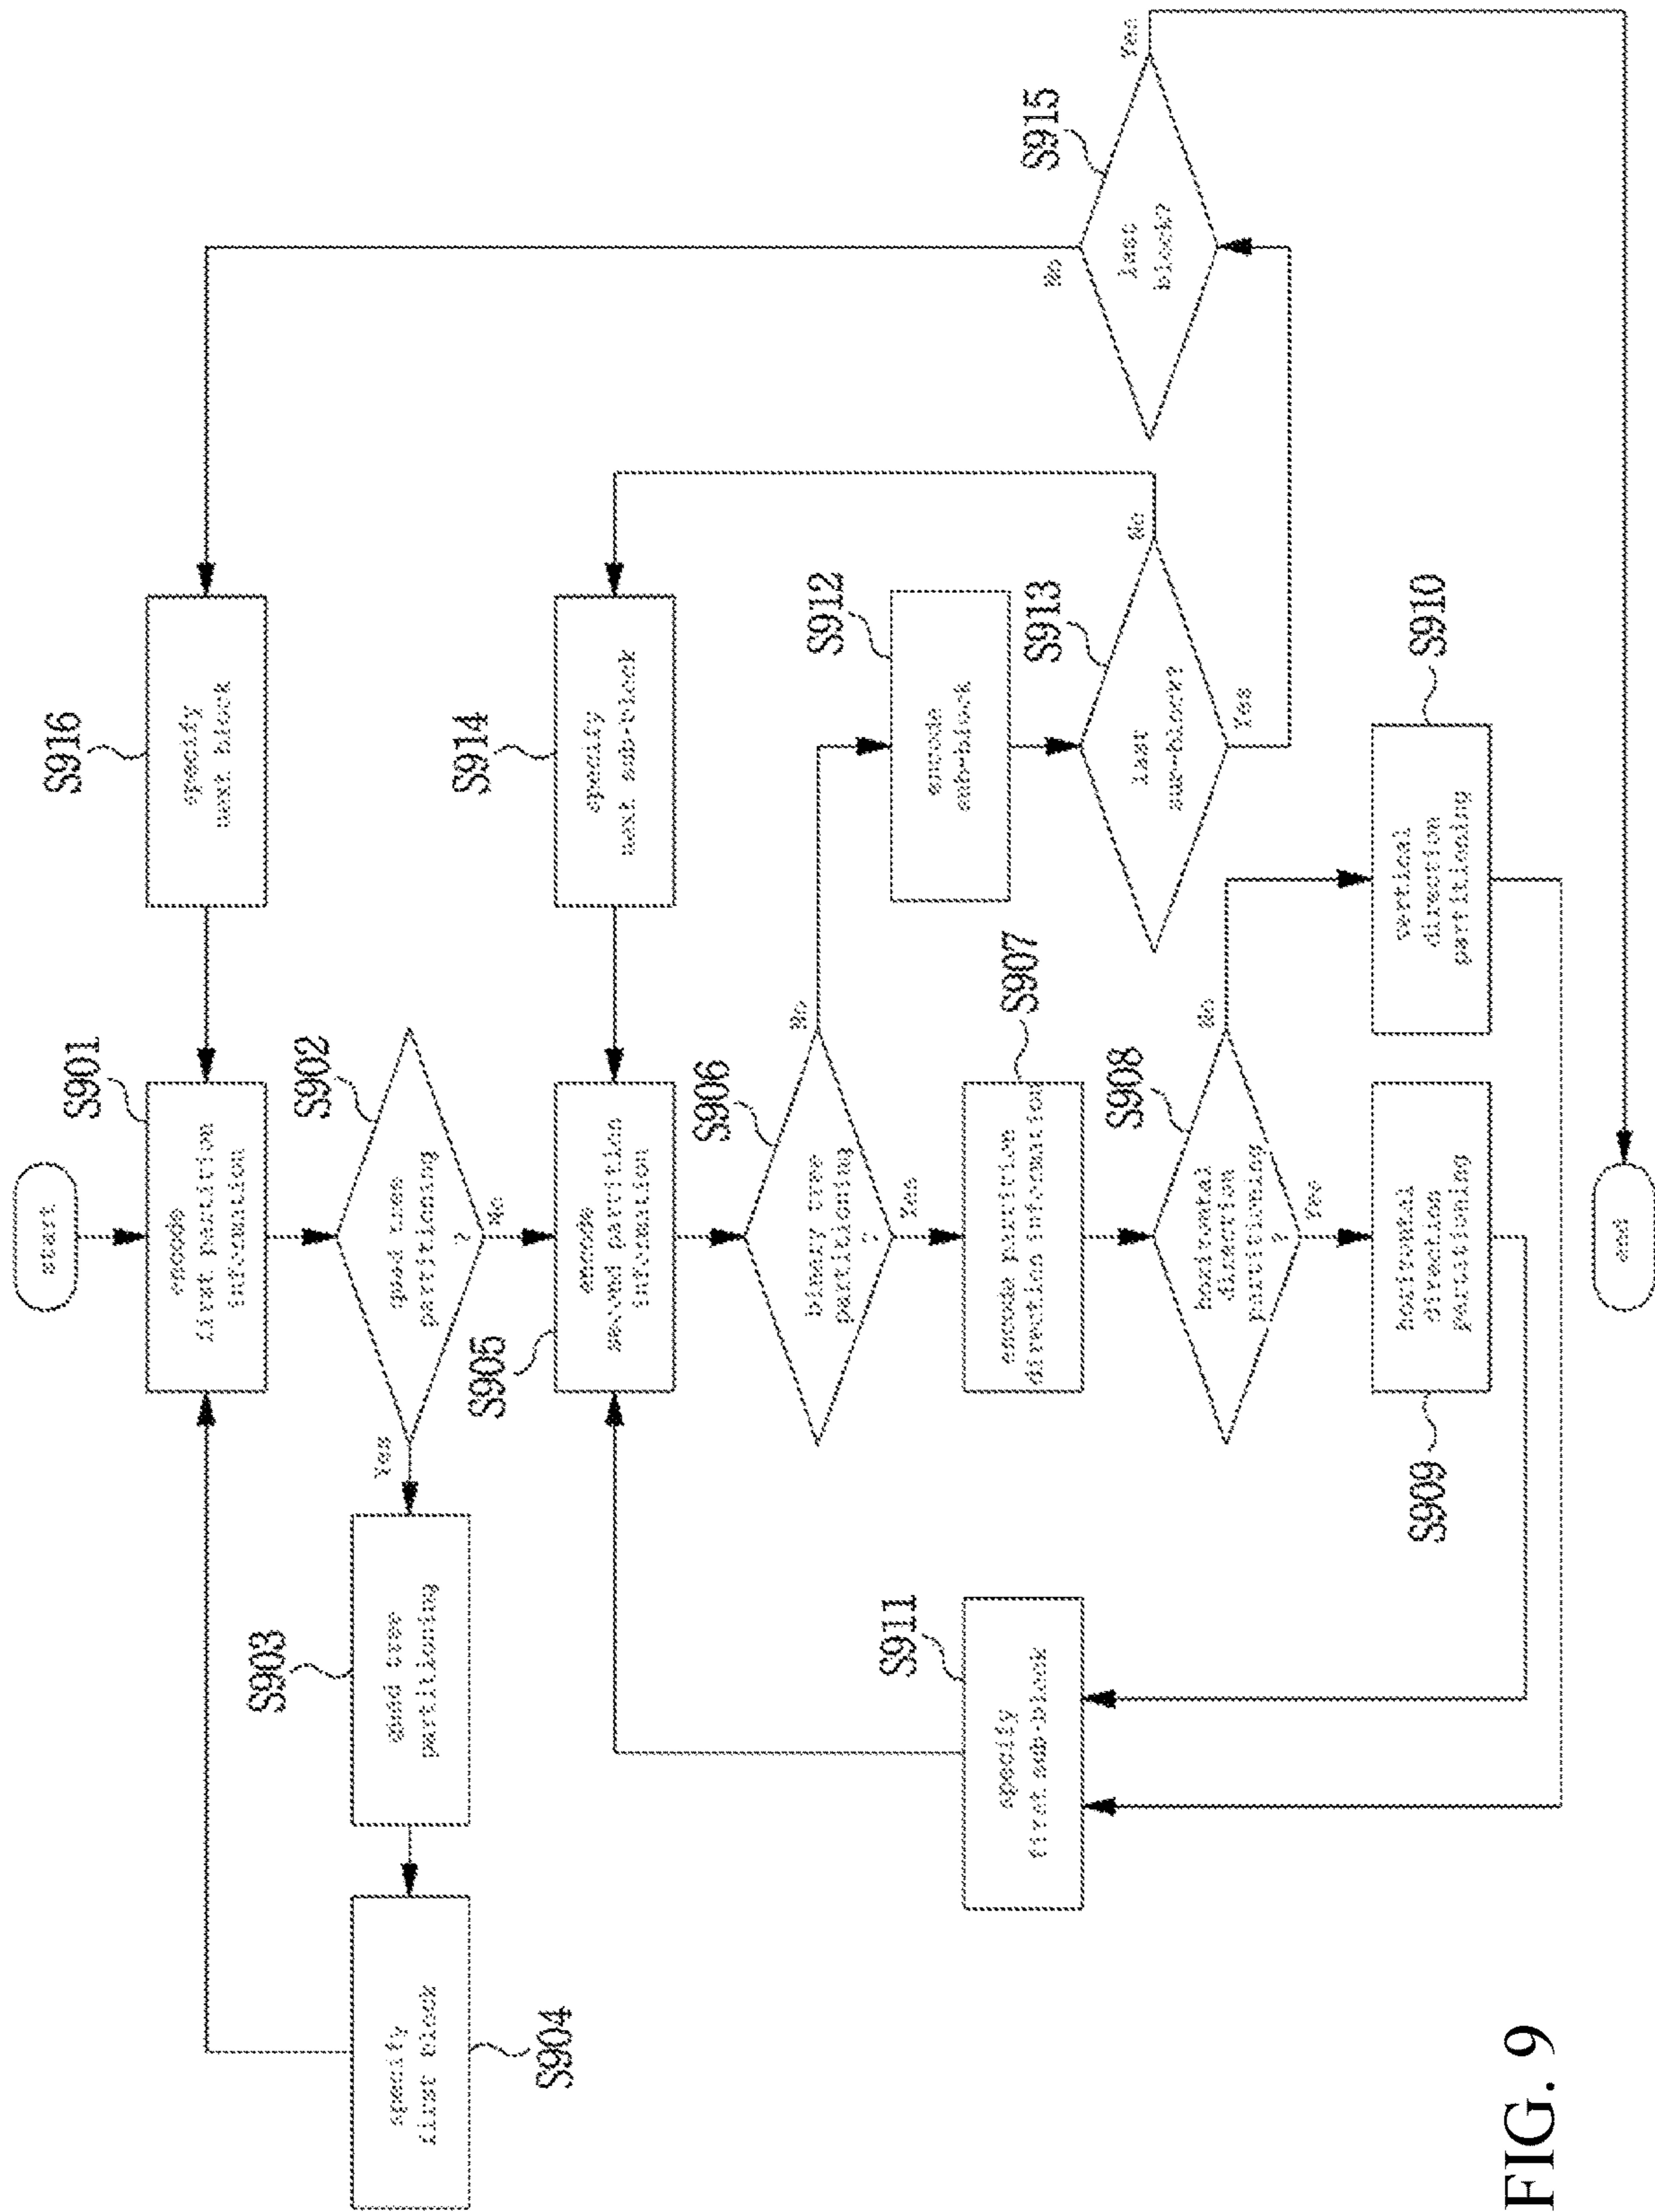 start
S901
encode
first partition
information
S916
specify
next block
S902
quad tree
partitioning
?
Yes
No
S903
Quad tree
partitioning
S904
specify
first block
S905
encode
second partition
information
S914
specify
next sub-block
S906
binary tree
partitioning
?
No
Yes
S912
encode
sub-block
S907
encode partition
direction information
S911
specify
first sub-block
S913
last
sub-block?
No
Yes
S915
last
block?
No
Yes
S908
horizontal
direction
partitioning
?
No
Yes
S909
horizontal
direction
partitioning
S910
vertical
direction
partitioning
end
FIG. 9